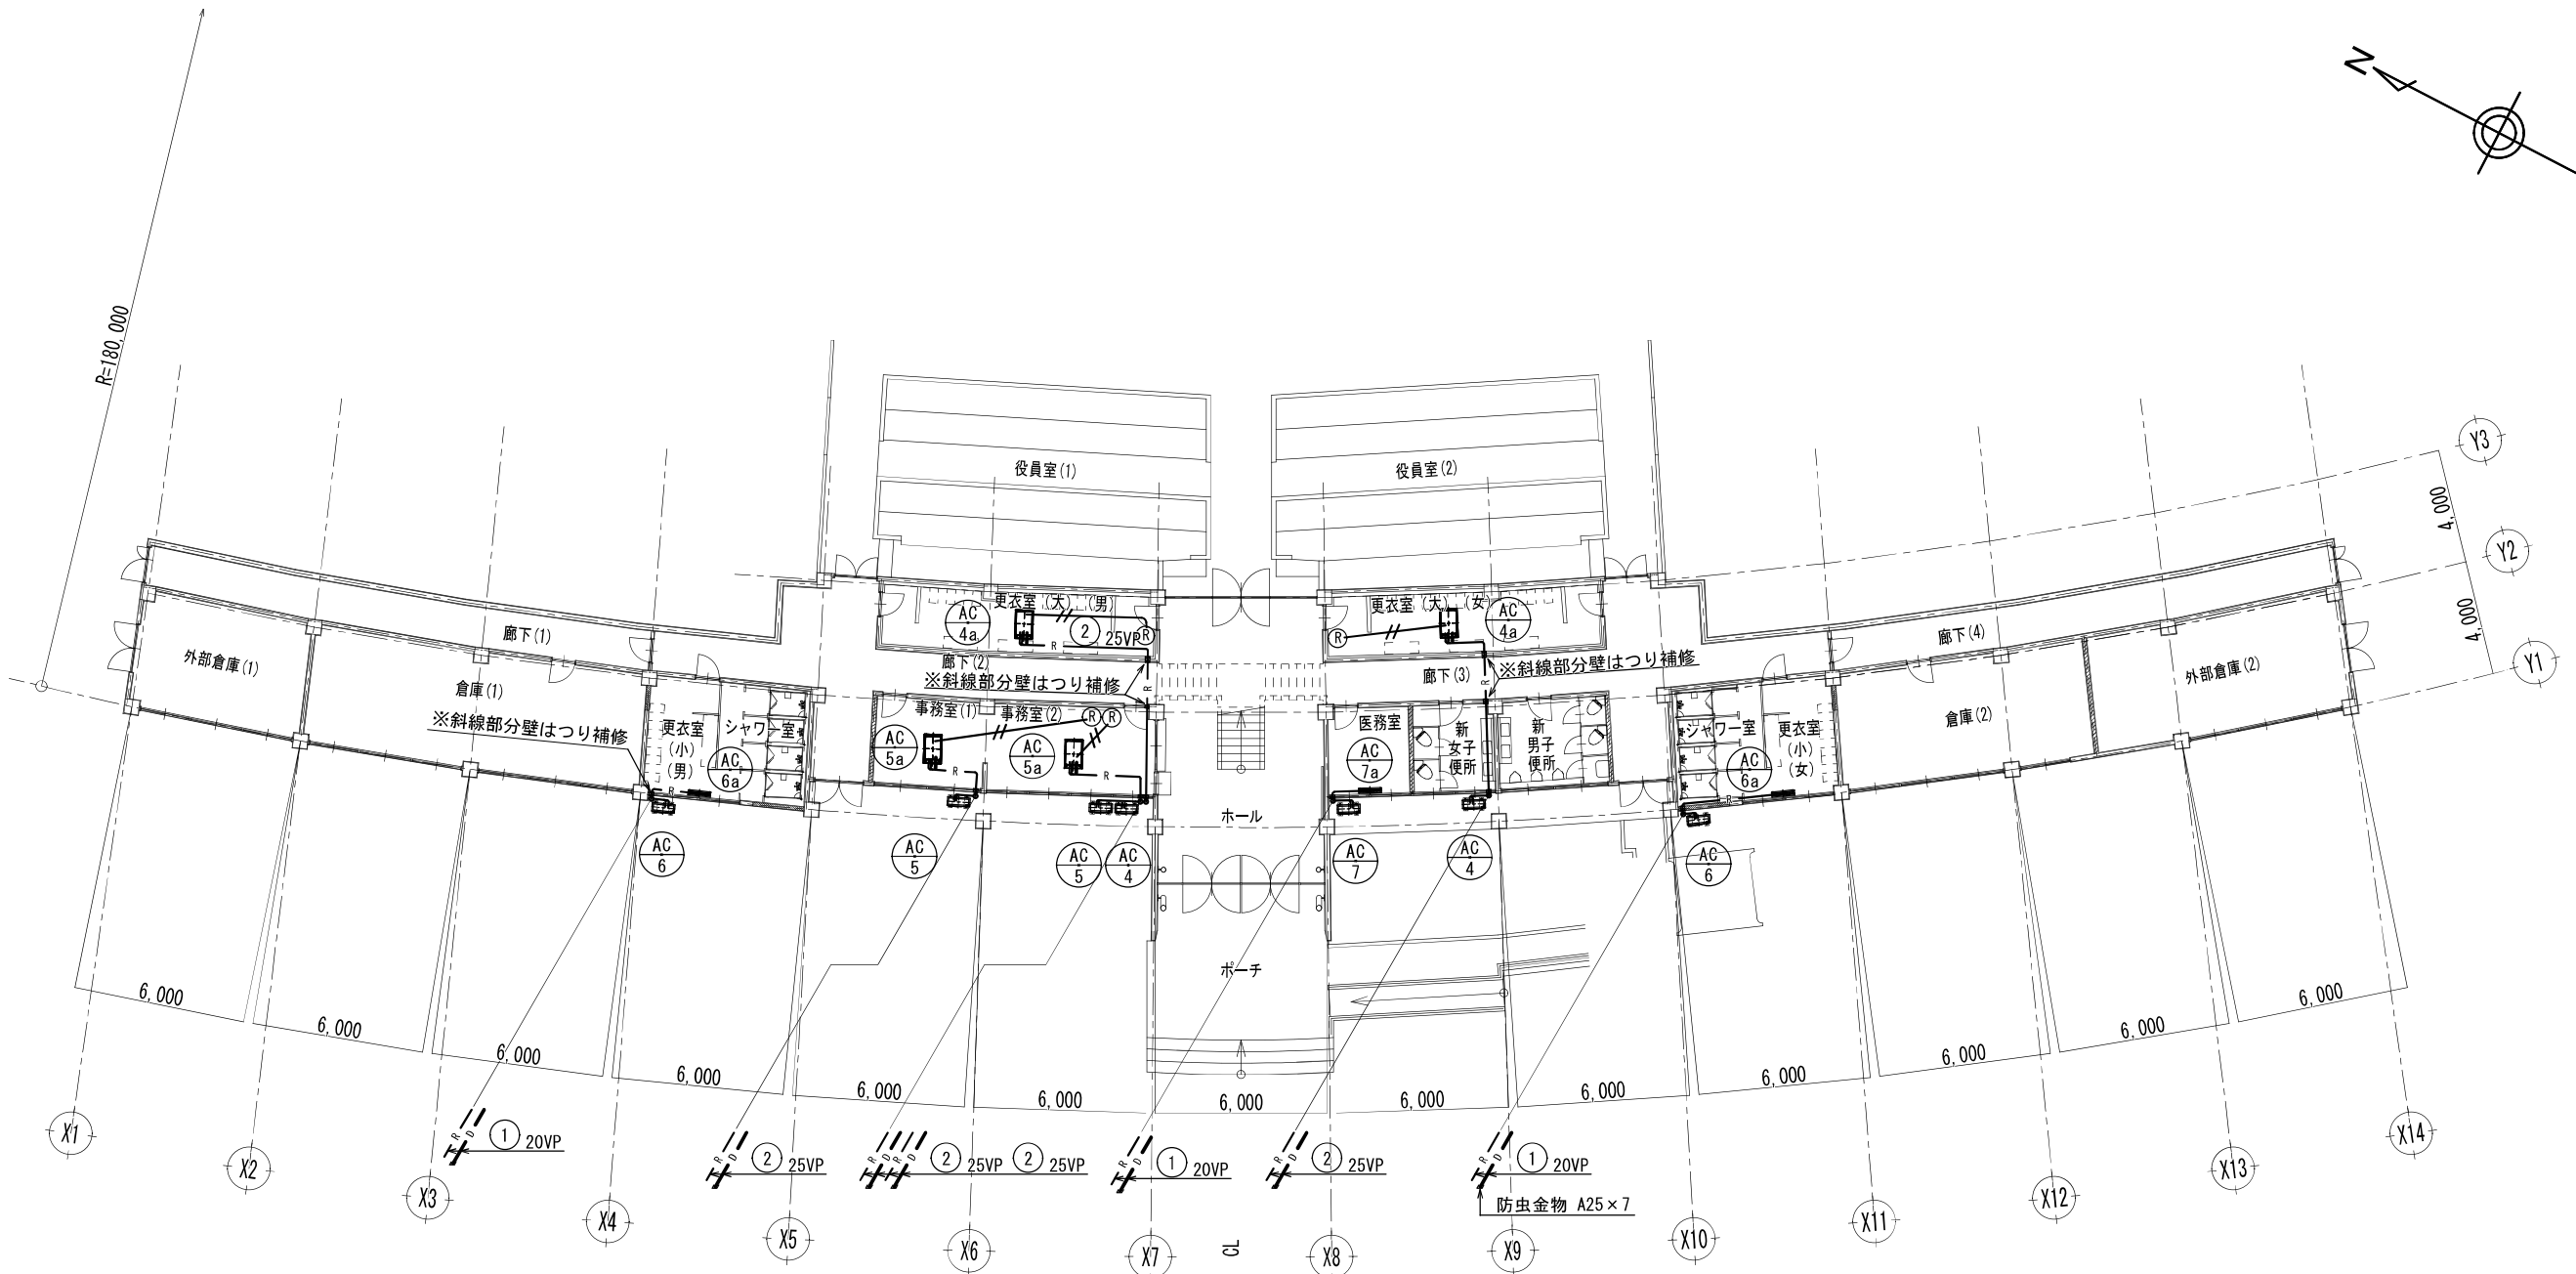 N
R=180,000
Y3
4,000
Y2
4,000
Y1
役員室(1)
役員室(2)
更衣室(大)(男)
AC
4a
2
25VP
R
R
更衣室(大)(女)
AC
4a
R
廊下(1)
廊下(2)
※斜線部分壁はつり補修
R
廊下(3)
※斜線部分壁はつり補修
R
廊下(4)
外部倉庫(1)
倉庫(1)
※斜線部分壁はつり補修
更衣室
(小)
(男)
シャワー室
AC
6a
R
事務室(1)
AC
5a
R
事務室(2)
AC
5a
R
R
R
医務室
AC
7a
新
女子
便所
新
男子
便所
シャワー室
AC
6a
R
更衣室
(小)
(女)
倉庫(2)
外部倉庫(2)
ホール
AC
6
AC
5
AC
5
AC
4
AC
7
AC
4
AC
6
ポーチ
6,000
6,000
6,000
6,000
6,000
6,000
6,000
6,000
6,000
6,000
6,000
6,000
6,000
R
D
1
20VP
R
D
2
25VP
R
D
R
D
2
25VP
2
25VP
R
D
1
20VP
R
D
2
25VP
R
D
1
20VP
防虫金物 A25×7
X1
X2
X3
X4
X5
X6
X7
CL
X8
X9
X10
X11
X12
X13
X14